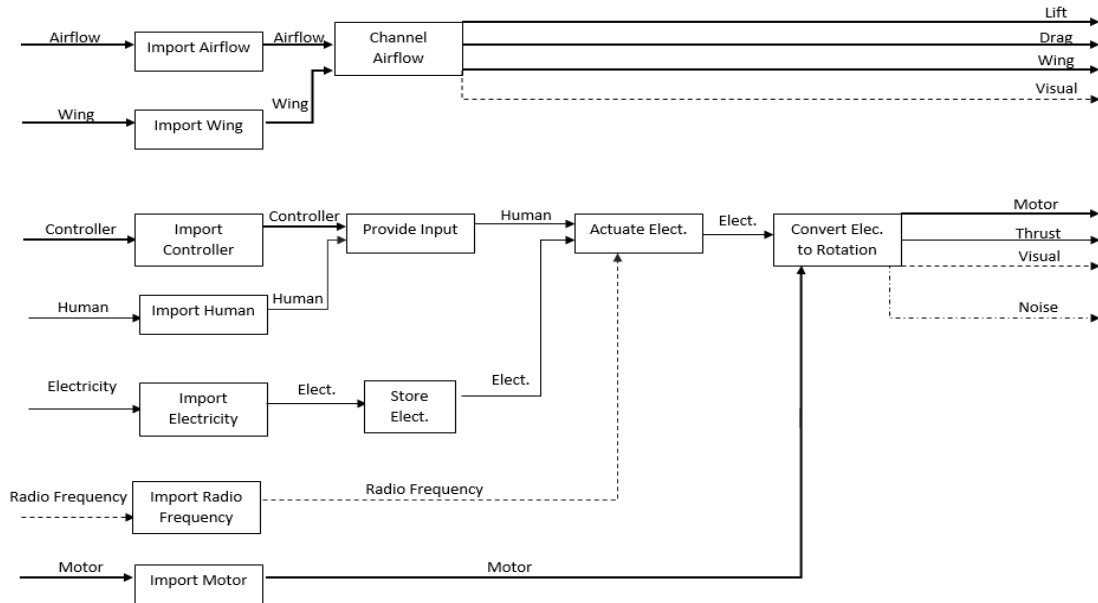 Lift
Airflow
Import Airflow
Airflow
Channel
Airflow
Drag
Wing
Visual
Wing
Import Wing
Wing
Controller
Import
Controller
Controller
Provide Input
Human
Actuate Elect.
Elect.
Convert Elec.
to Rotation
Motor
Thrust
Visual
Noise
Human
Import Human
Human
Electricity
Import
Electricity
Elect.
Store
Elect.
Elect.
Radio Frequency
Import Radio
Frequency
Radio Frequency
Motor
Import Motor
Motor